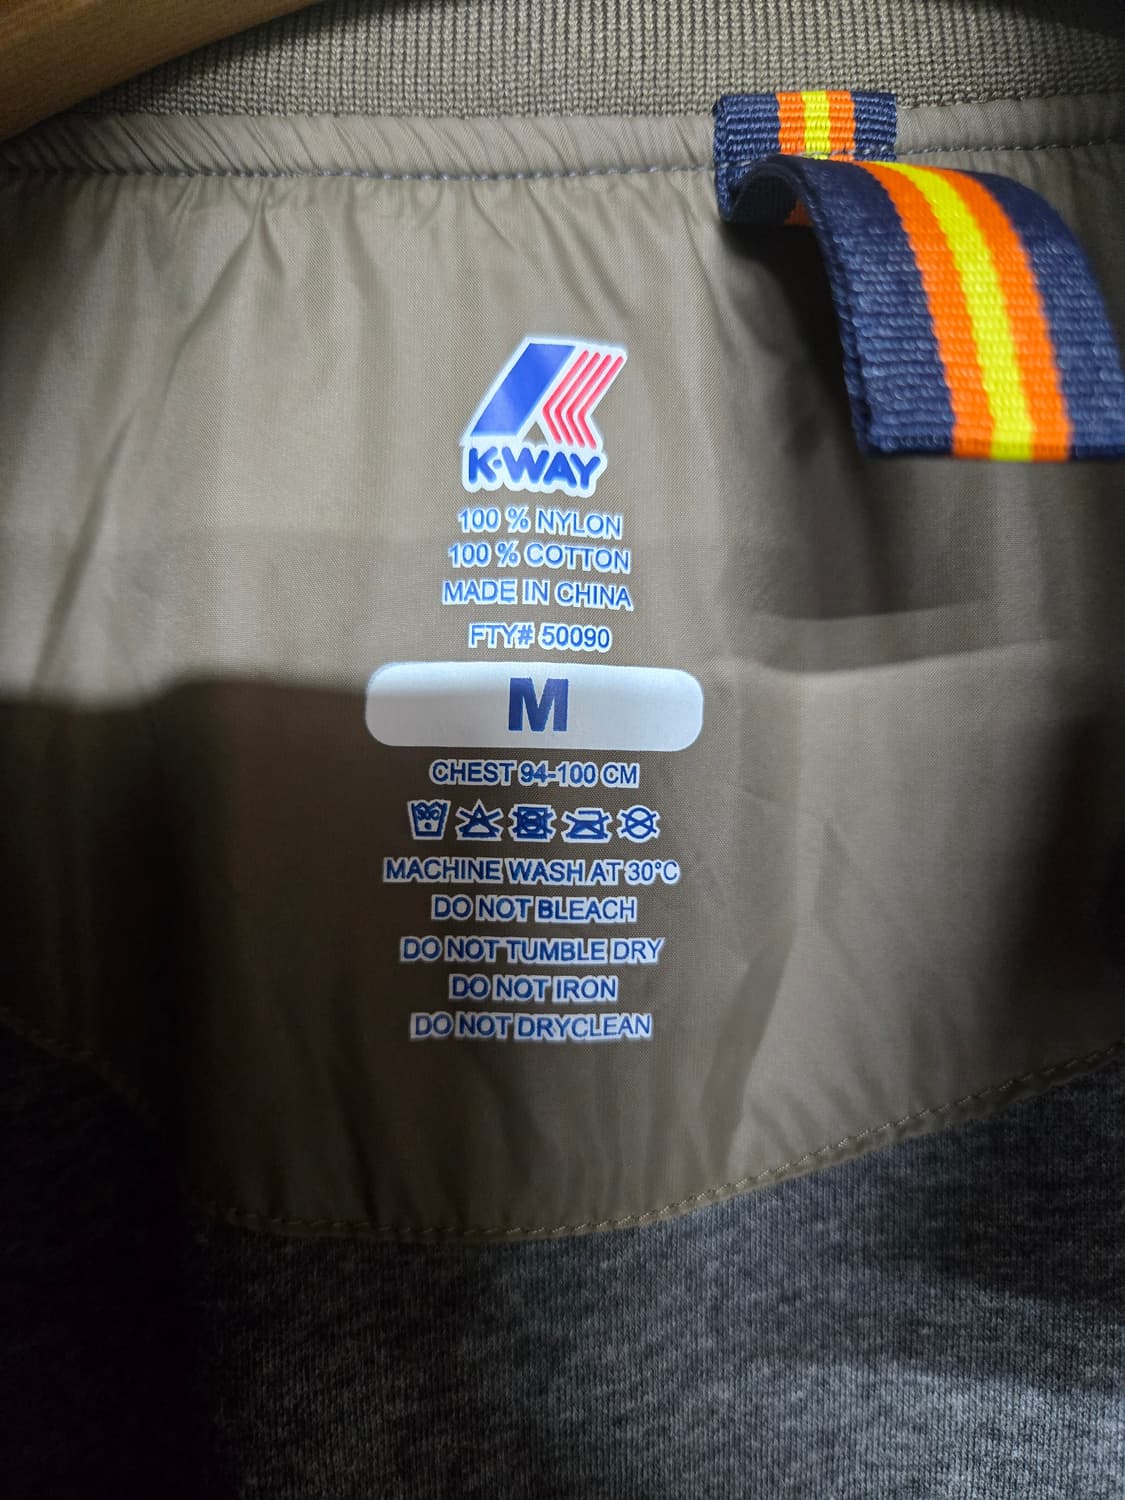 K·WAY
100 % NYLON
100 % COTTON
MADE IN CHINA
FTY# 50090
M
CHEST 94-100 CM
MACHINE WASH AT 30°C
DO NOT BLEACH
DO NOT TUMBLE DRY
DO NOT IRON
DO NOT DRYCLEAN